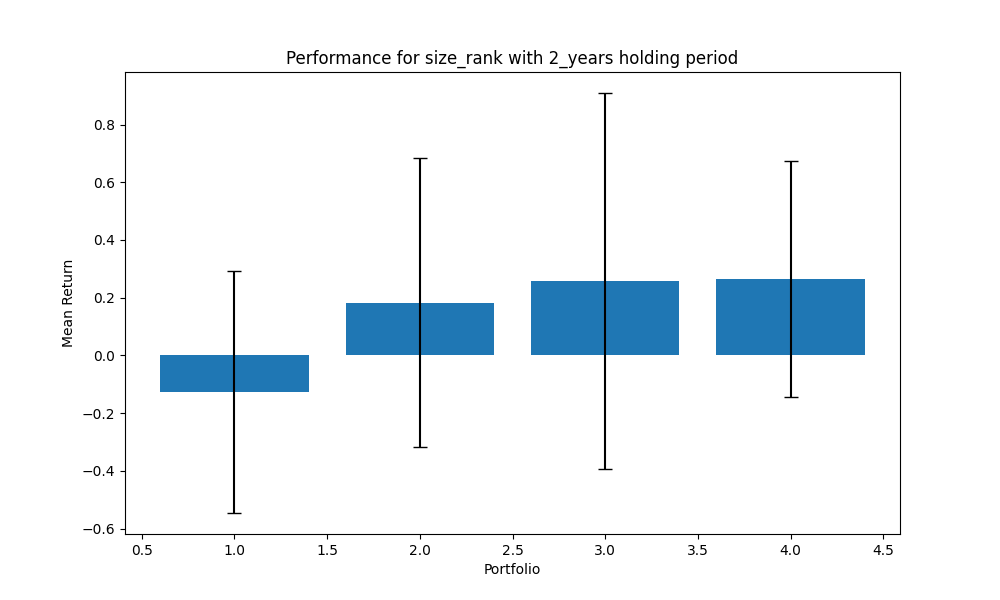 Performance for size_rank with 2_years holding period
Mean Return
0.8
0.6
0.4
0.2
0.0
−0.2
−0.4
−0.6
0.5 1.0 1.5 2.0 2.5 3.0 3.5 4.0 4.5
Portfolio